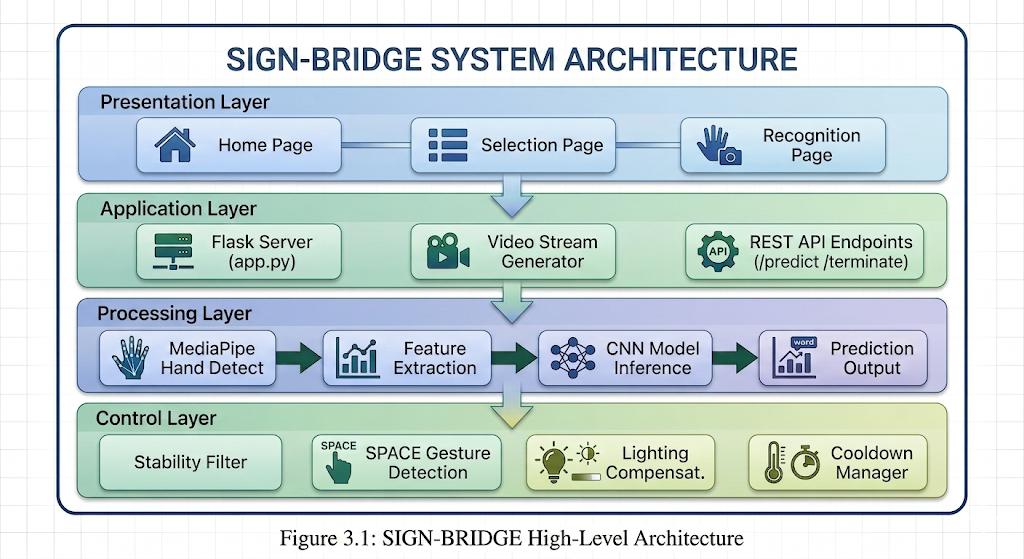 SIGN-BRIDGE SYSTEM ARCHITECTURE
Presentation Layer
Home Page
Selection Page
Recognition
Page
Application Layer
Flask Server
(app.py)
Video Stream
Generator
API
REST API Endpoints
(/predict /terminate)
Processing Layer
MediaPipe
Hand Detect
Feature
Extraction
CNN Model
Inference
word
Prediction
Output
Control Layer
Stability Filter
SPACE
SPACE Gesture
Detection
Lighting
Compensat.
Cooldown
Manager
Figure 3.1: SIGN-BRIDGE High-Level Architecture